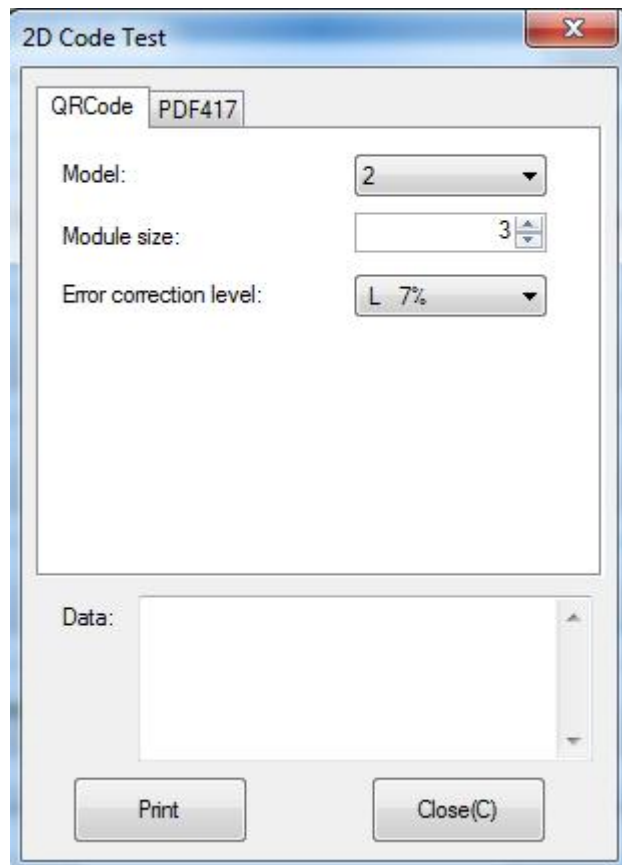 2D Code Test
QRCode PDF417
Model: 2
Module size: 3
Error correction level: L 7%
Data:
Print Close(C)